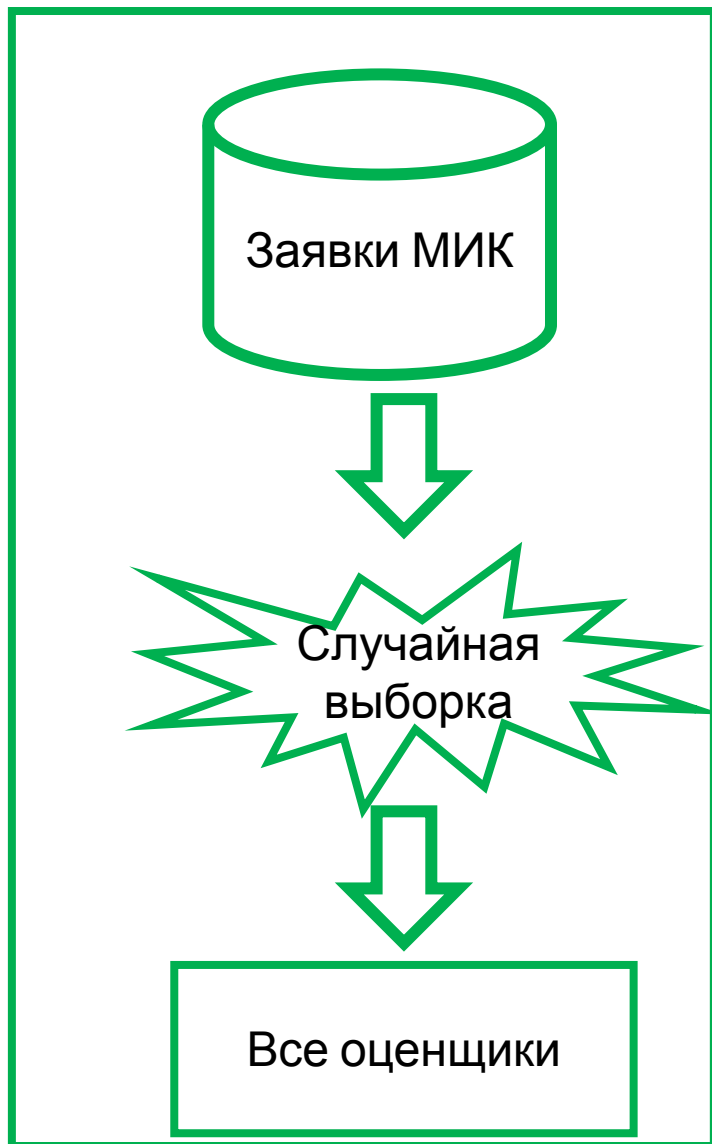 Заявки МИК
Случайная
выборка
Все оценщики